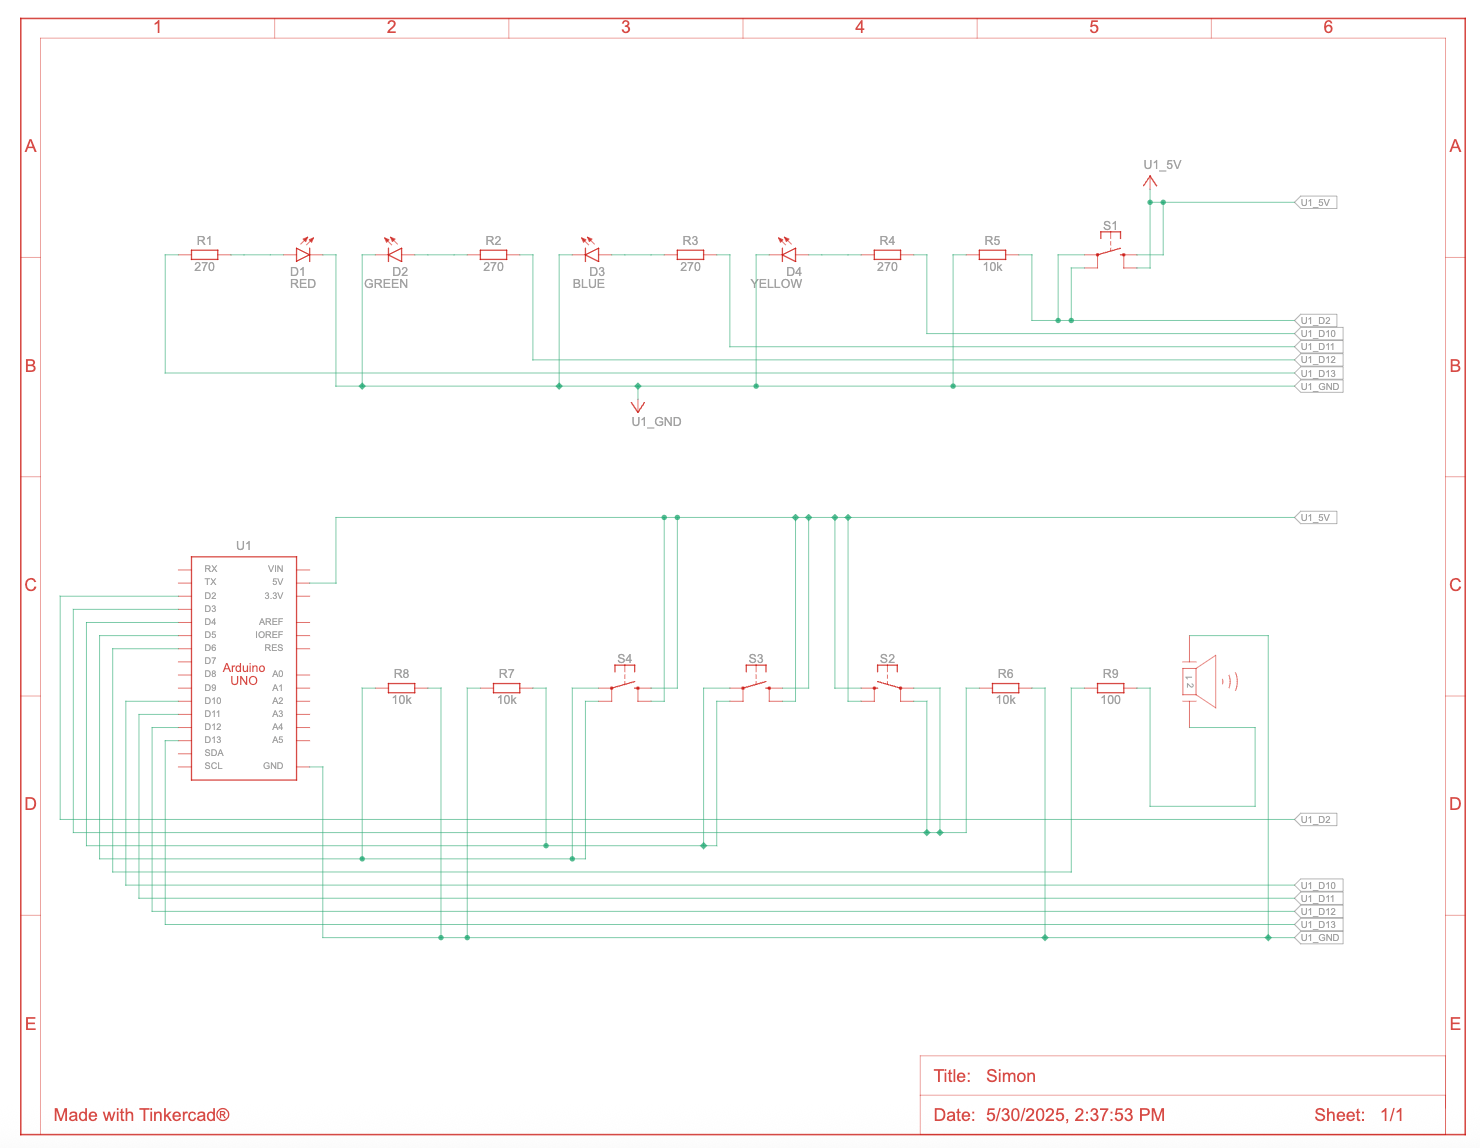 1 2 3 4 5 6
A A
U1_5V
U1_5V
S1
R1 R2 R3 R4 R5
270 D1 D2 270 D3 270 D4 270 10k
RED GREEN BLUE YELLOW
U1_D2
U1_D10
U1_D11
U1_D12
B B
U1_D13
U1_GND
U1_GND
U1_5V
U1
RX VIN
TX 5V
C C
D2 3.3V
D3
D4 AREF
D5 IOREF
D6 RES
D7
Arduino
UNO
D8 A0
D9 A1
D10 A2
D11 A3
D12 A4
D13 A5
SDA
SCL GND
S4 S3 S2
R8 R7 R6 R9
10k 10k 10k 100
1 2
D D
U1_D2
U1_D10
U1_D11
U1_D12
U1_D13
U1_GND
E E
Title: Simon
Made with Tinkercad®
Date: 5/30/2025, 2:37:53 PM Sheet: 1/1